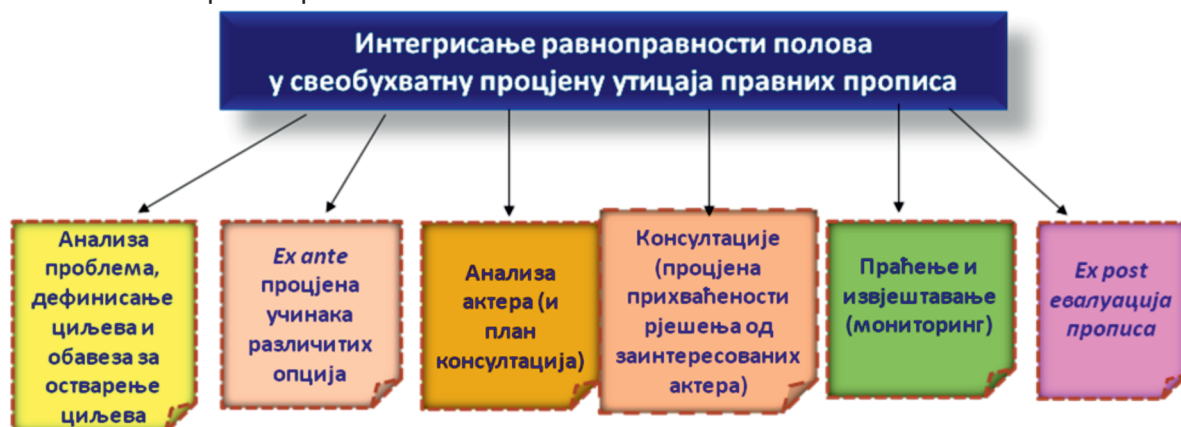 Интегрисање равноправности полова
у свеобухватну процјену утицаја правних прописа
Анализа
проблема,
дефинисање
циљева и
обавеза за
остварење
циљева
Ex ante
процјена
учинака
различитих
опција
Анализа
актера (и
план
консултација)
Консултације
(процјена
прихваћености
рјешења од
заинтересованих
актера)
Праћење и
извјештавање
(мониторинг)
Ex post
евалуација
прописа